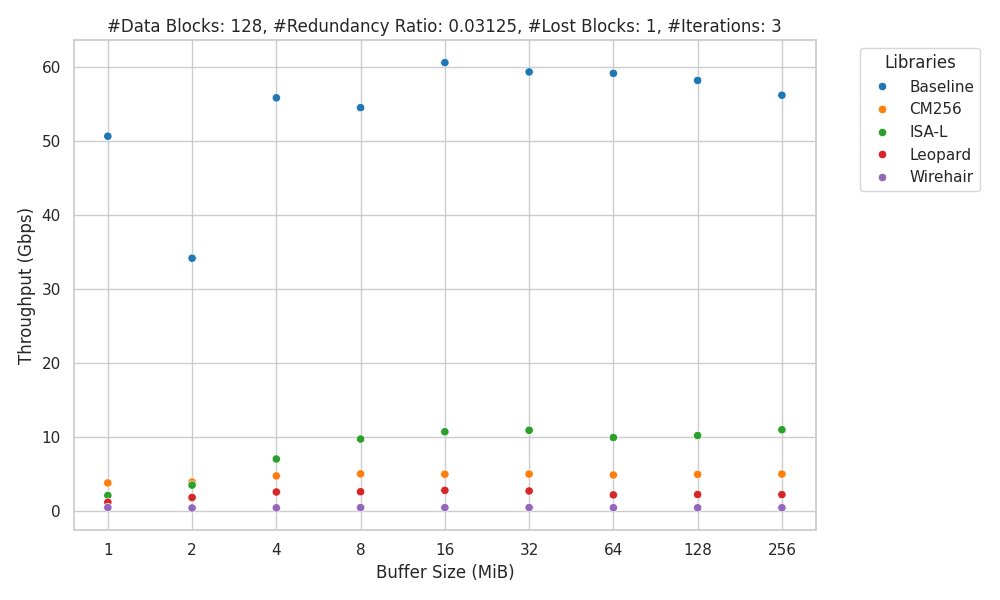 #Data Blocks: 128, #Redundancy Ratio: 0.03125, #Lost Blocks: 1, #Iterations: 3
Libraries
Baseline
CM256
ISA-L
Leopard
Wirehair
Throughput (Gbps)
60
50
40
30
20
10
0
1 2 4 8 16 32 64 128 256
Buffer Size (MiB)